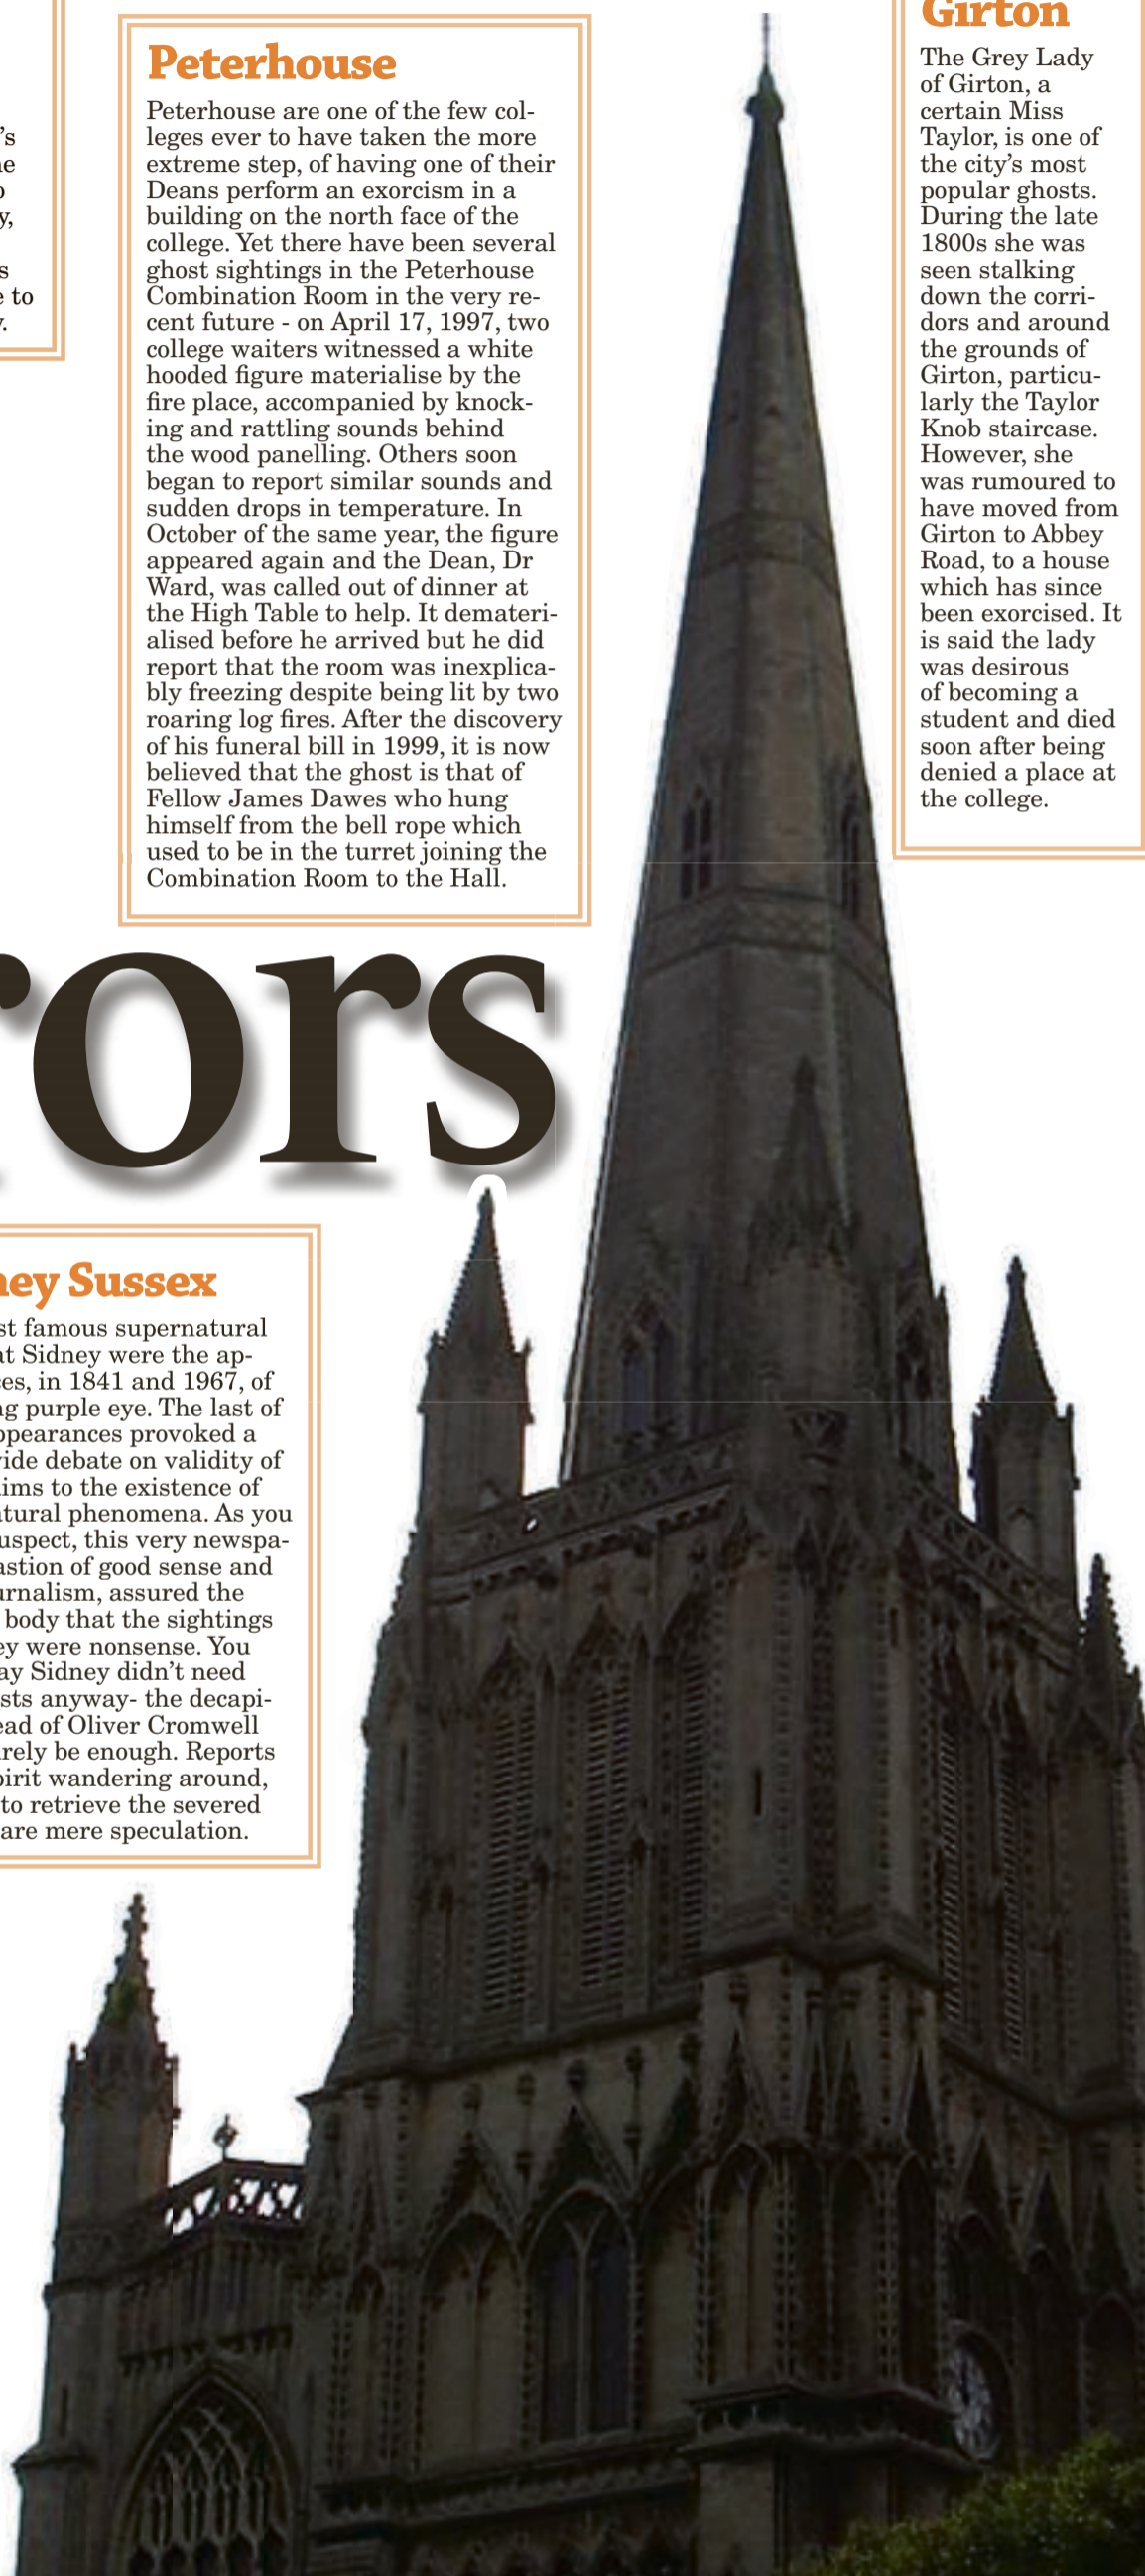 's
e to
Peterhouse
Peterhouse are one of the few col-
leges ever to have taken the more
extreme step, of having one of their
Deans perform an exorcism in a
building on the north face of the
college. Yet there have been several
ghost sightings in the Peterhouse
Combination Room in the very re-
cent future - on April 17, 1997, two
college waiters witnessed a white
hooded figure materialise by the
fire place, accompanied by knock-
ing and rattling sounds behind
the wood panelling. Others soon
began to report similar sounds and
sudden drops in temperature. In
October of the same year, the figure
appeared again and the Dean, Dr
Ward, was called out of dinner at
the High Table to help. It demateri-
alised before he arrived but he did
report that the room was inexplica-
bly freezing despite being lit by two
roaring log fires. After the discovery
of his funeral bill in 1999, it is now
believed that the ghost is that of
Fellow James Dawes who hung
himself from the bell rope which
used to be in the turret joining the
Combination Room to the Hall.
Girton
The Grey Lady
of Girton, a
certain Miss
Taylor, is one of
the city's most
popular ghosts.
During the late
1800s she was
seen stalking
down the corri-
dors and around
the grounds of
Girton, particu-
larly the Taylor
Knob staircase.
However, she
was rumoured to
have moved from
Girton to Abbey
Road, to a house
which has since
been exorcised. It
is said the lady
was desirous
of becoming a
student and died
soon after being
denied a place at
the college.
ors
ney Sussex
st famous supernatural
at Sidney were the ap-
es, in 1841 and 1967, of
ng purple eye. The last of
ppearances provoked a
vide debate on validity of
aims to the existence of
atural phenomena. As you
uspect, this very newspa-
astion of good sense and
urnalism, assured the
body that the sightings
ey were nonsense. You
ay Sidney didn't need
sts anyway- the decapi-
ead of Oliver Cromwell
rely be enough. Reports
pirit wandering around,
to retrieve the severed
are mere speculation.